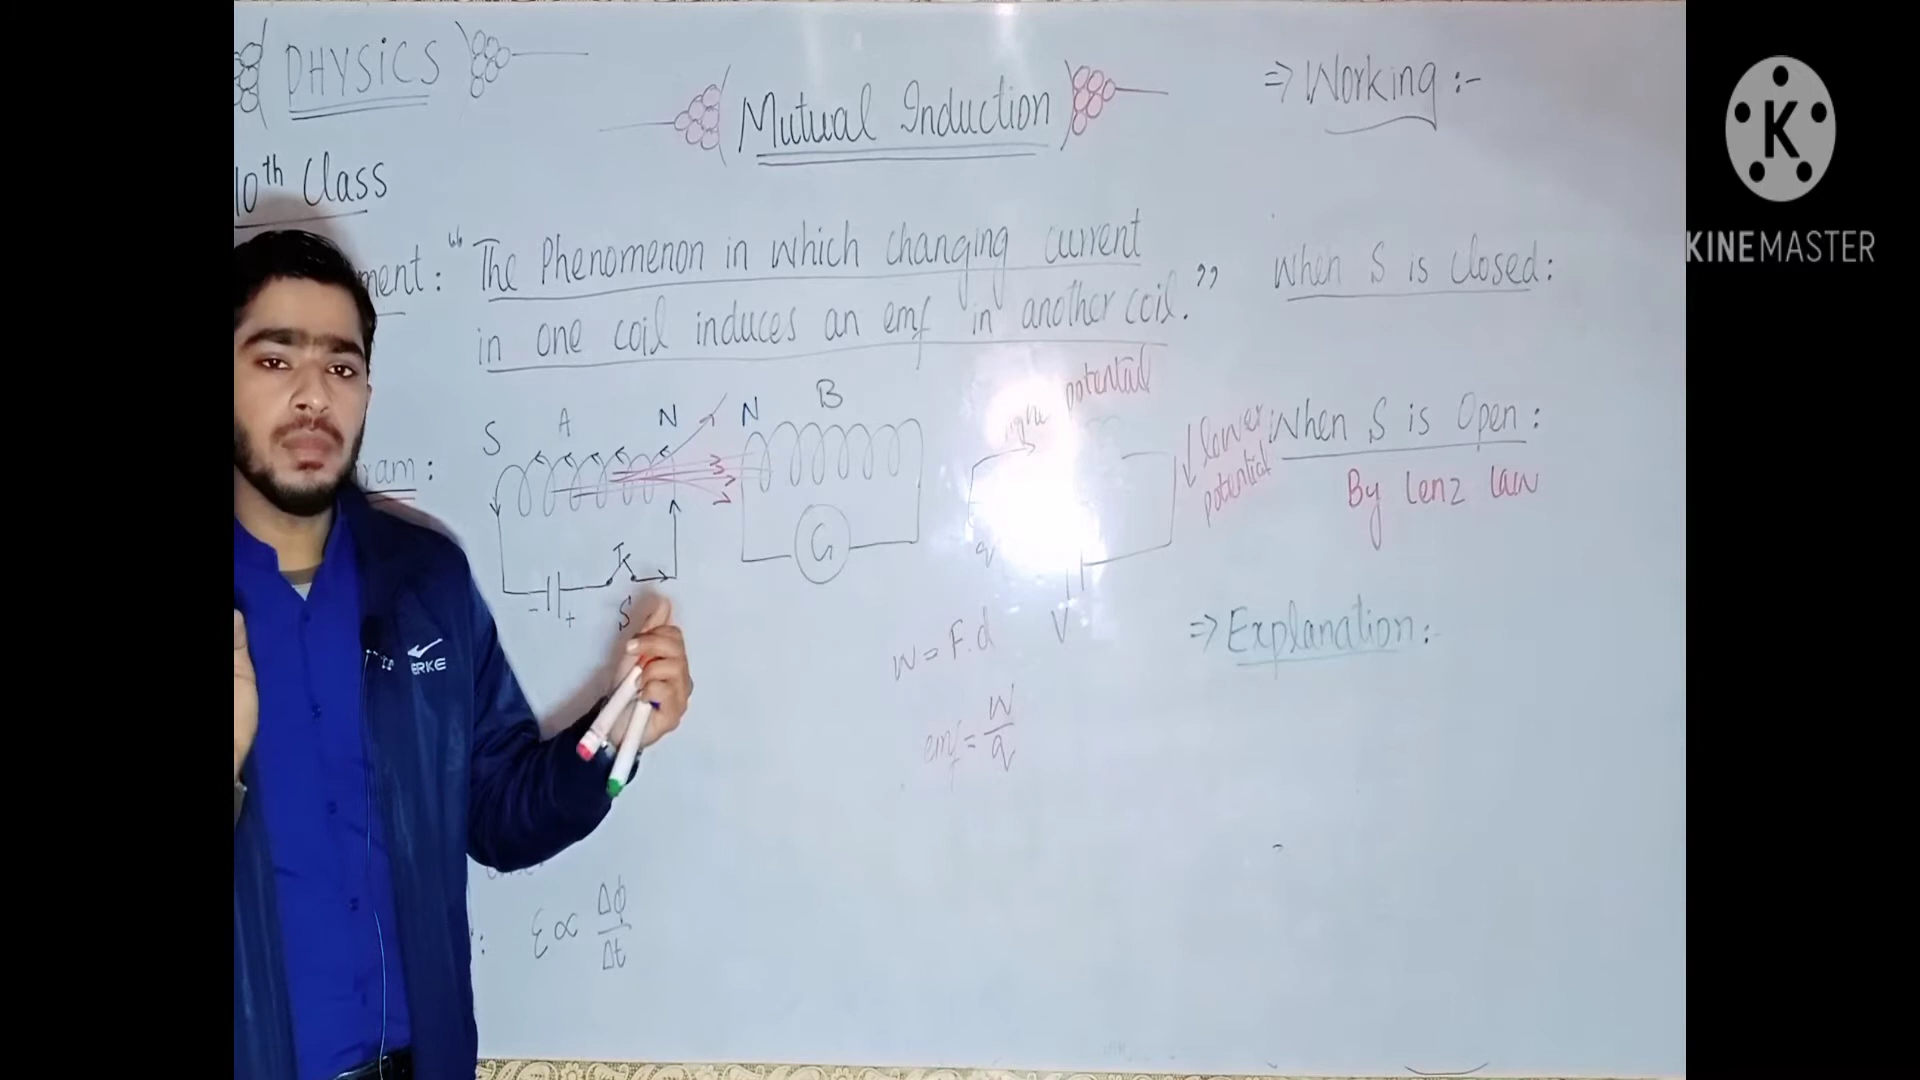 PHYSICS
10th Class
Mutual Induction
⇒ Working :-
ment : “ The Phenomenon in which changing current
in one coil induces an emf in another coil. ”
When S is Closed :
ram :
S A N N B
potential
lower
potential
When S is Open :
By Lenz law
G
- +
S
q
V
W = F.d
emf = W/q
⇒ Explanation :-
: ε ∝ Δϕ/Δt
ERKE
K
KINEMASTER